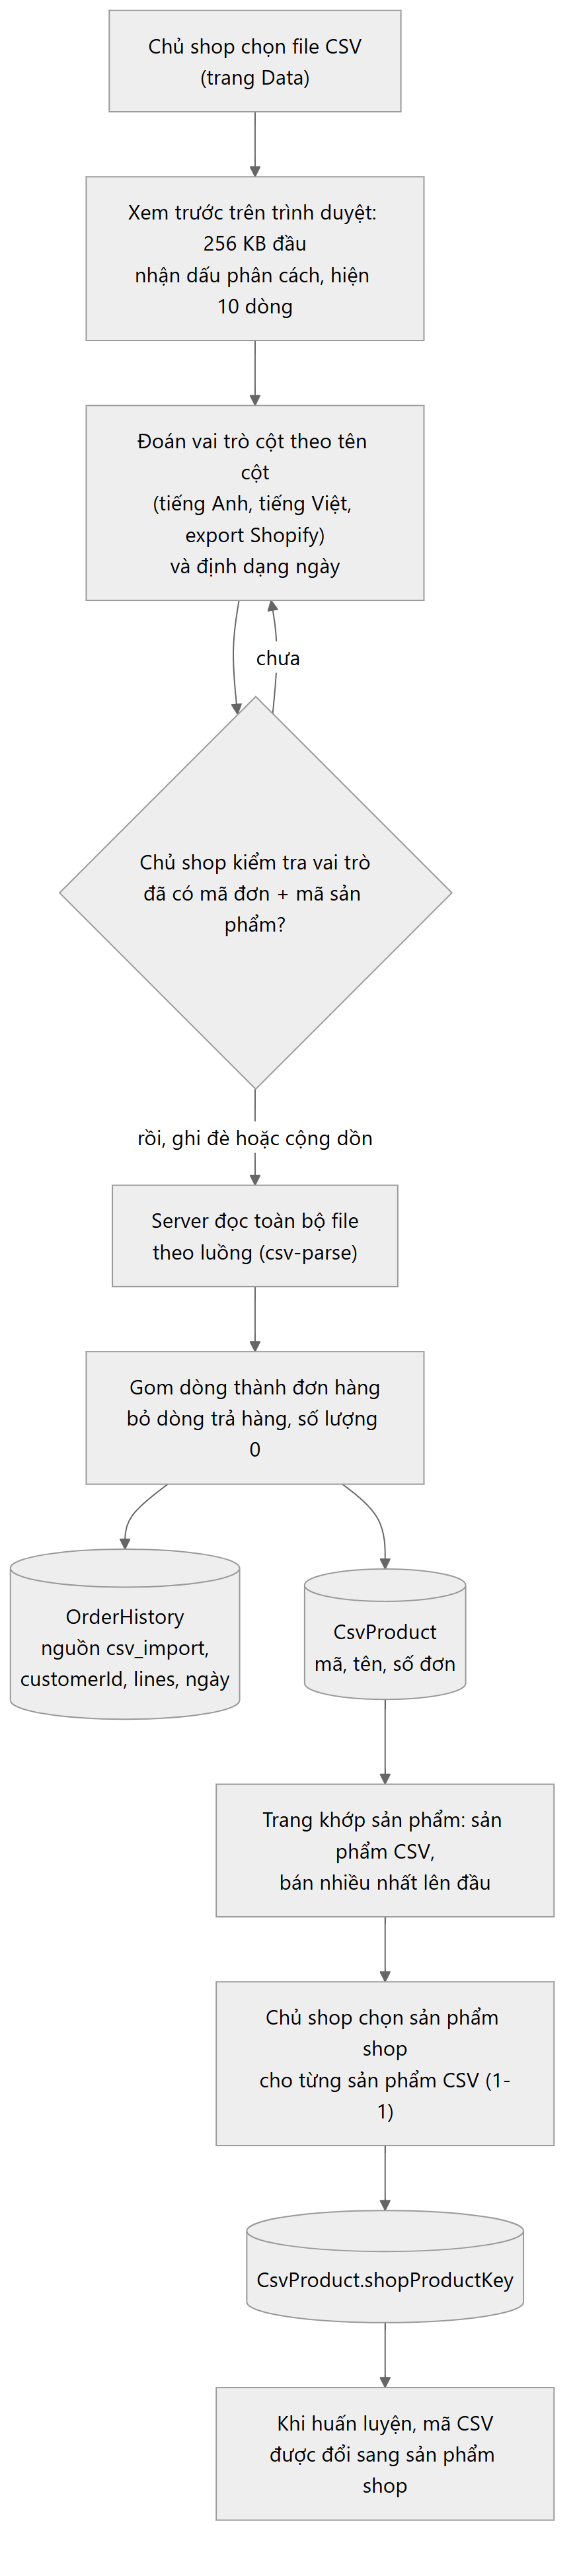 Chủ shop chọn file CSV
(trang Data)
Xem trước trên trình duyệt:
256 KB đầu
nhận dấu phân cách, hiện
10 dòng
Đoán vai trò cột theo tên
cột
(tiếng Anh, tiếng Việt,
export Shopify)
và định dạng ngày
chưa
Chủ shop kiểm tra vai trò
đã có mã đơn + mã sản
phẩm?
rồi, ghi đè hoặc cộng dồn
Server đọc toàn bộ file
theo luồng (csv-parse)
Gom dòng thành đơn hàng
bỏ dòng trả hàng, số lượng
0
OrderHistory
nguồn csv_import,
customerId, lines, ngày
CsvProduct
mã, tên, số đơn
Trang khớp sản phẩm: sản
phẩm CSV,
bán nhiều nhất lên đầu
Chủ shop chọn sản phẩm
shop
cho từng sản phẩm CSV (1-
1)
CsvProduct.shopProductKey
Khi huấn luyện, mã CSV
được đổi sang sản phẩm
shop